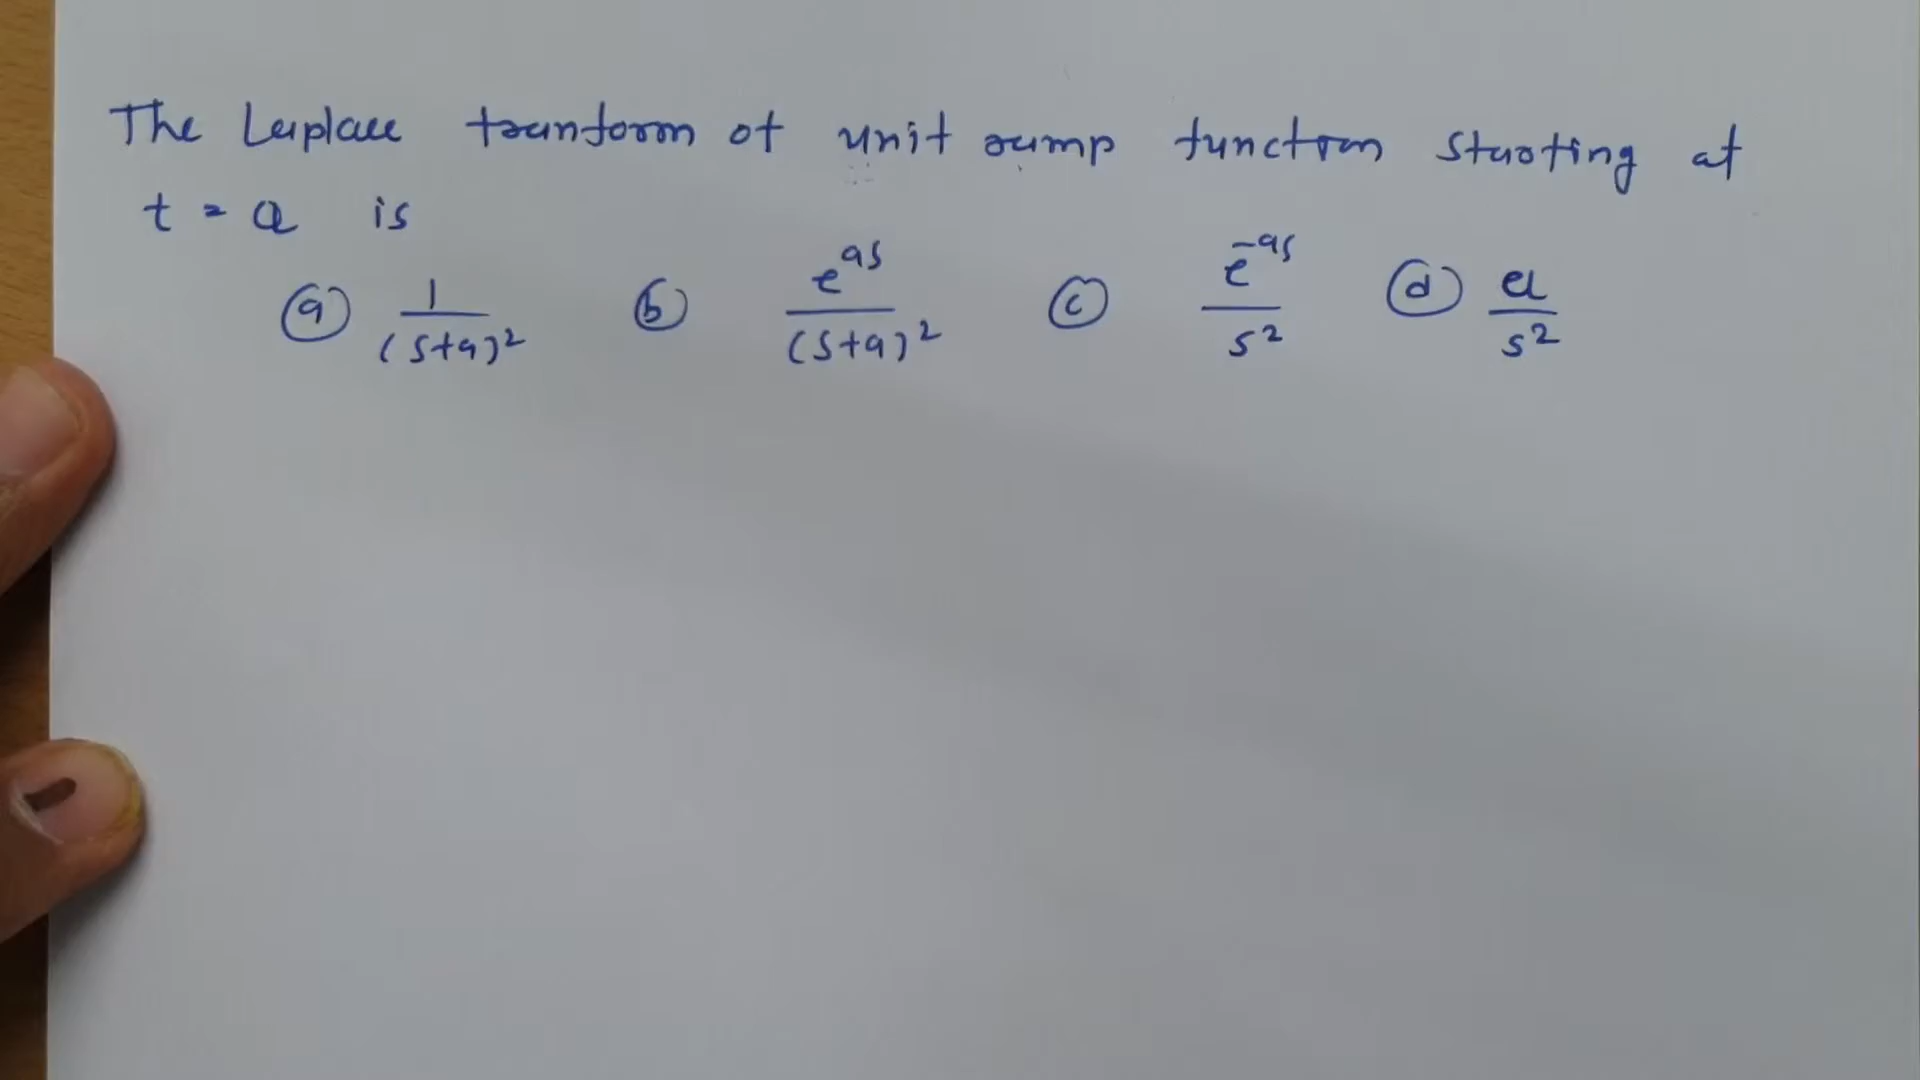 The Laplace transform of unit ramp function starting at
t = a is
(a) 1/(s+a)² (b) e^{as}/(s+a)² (c) e^{-as}/s² (d) a/s²